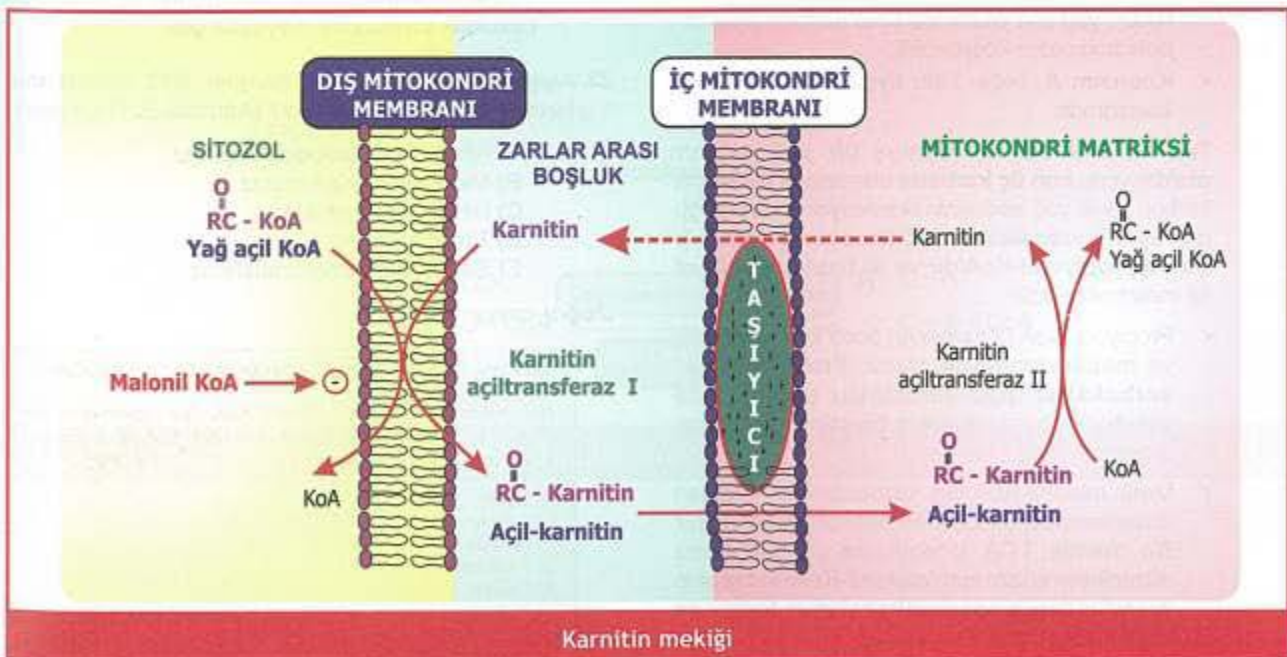 DIŞ MİTOKONDRİ
MEMBRANI
İÇ MİTOKONDRİ
MEMBRANI
SİTOZOL
ZARLAR ARASI
BOŞLUK
MİTOKONDRİ MATRİKSİ
O
RC - KoA
Yağ açil KoA
Karnitin
Karnitin
O
RC - KoA
Yağ açil KoA
TAŞIYICI
Malonil KoA
-
Karnitin
açiltransferaz I
Karnitin
açiltransferaz II
KoA
O
RC - Karnitin
Açil-karnitin
O
RC - Karnitin
Açil-karnitin
KoA
Karnitin mekiği